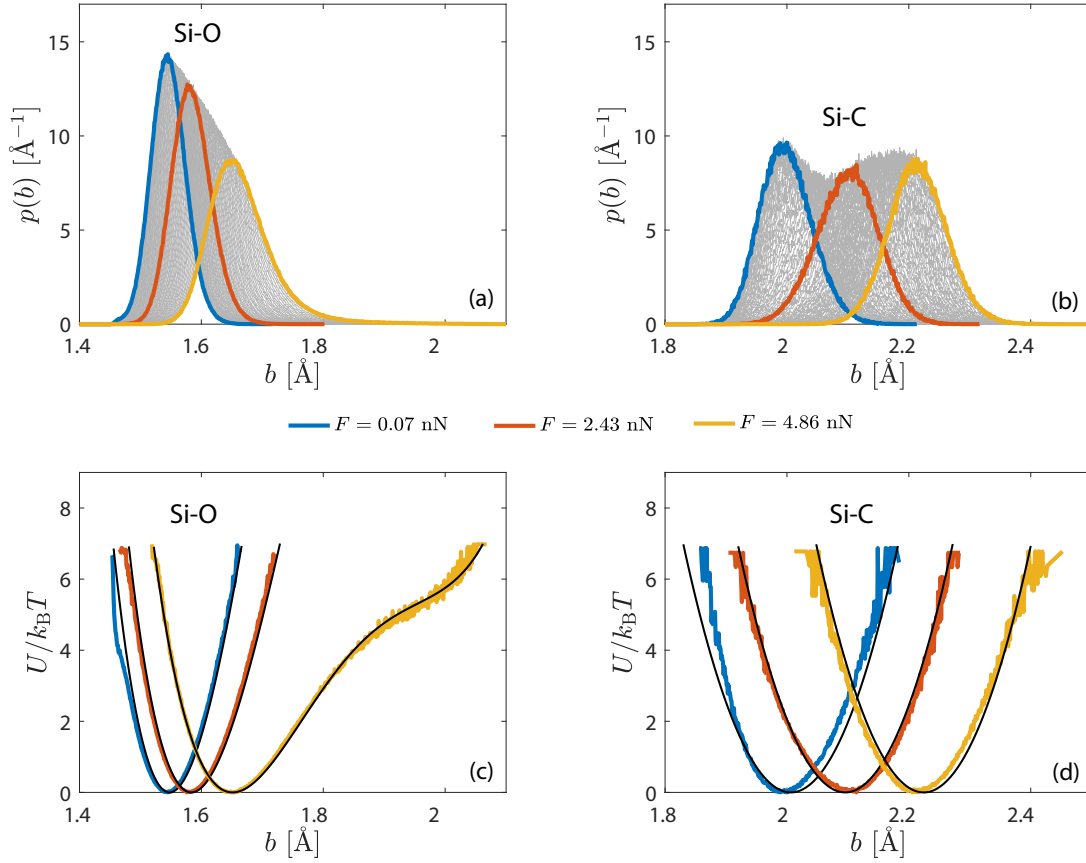 Si-O
p(b) [Å⁻¹]
15
10
5
0
(a)
1.4
1.6
1.8
2
b [Å]
Si-C
p(b) [Å⁻¹]
15
10
5
0
(b)
1.8
2
2.2
2.4
b [Å]
F = 0.07 nN
F = 2.43 nN
F = 4.86 nN
Si-O
U/k_BT
8
6
4
2
0
(c)
1.4
1.6
1.8
2
b [Å]
Si-C
U/k_BT
8
6
4
2
0
(d)
1.8
2
2.2
2.4
b [Å]